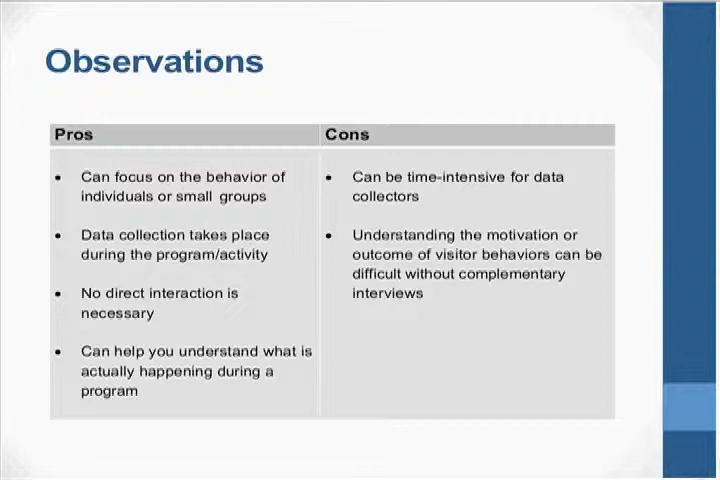 Observations
Pros
Cons
• Can focus on the behavior of
individuals or small groups
• Data collection takes place
during the program/activity
• No direct interaction is
necessary
• Can help you understand what is
actually happening during a
program
• Can be time-intensive for data
collectors
• Understanding the motivation or
outcome of visitor behaviors can be
difficult without complementary
interviews